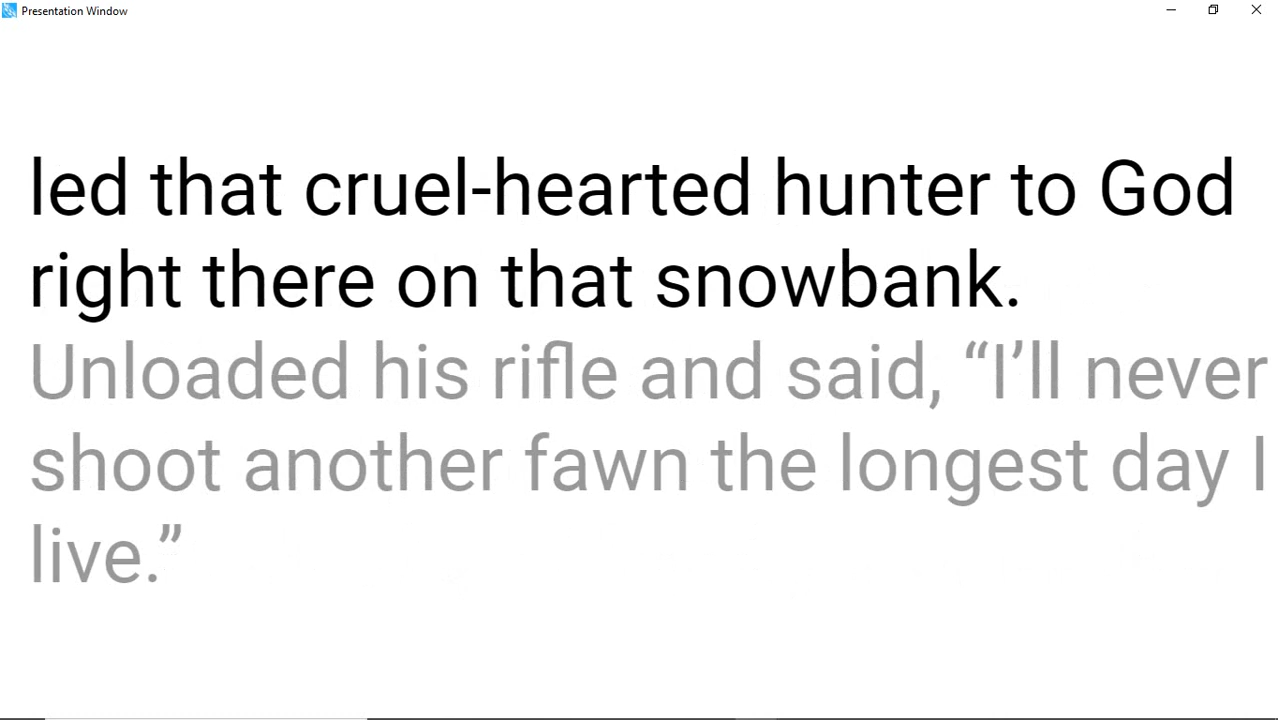 Presentation Window
led that cruel-hearted hunter to God
right there on that snowbank.
Unloaded his rifle and said, “I’ll never
shoot another fawn the longest day I
live.”